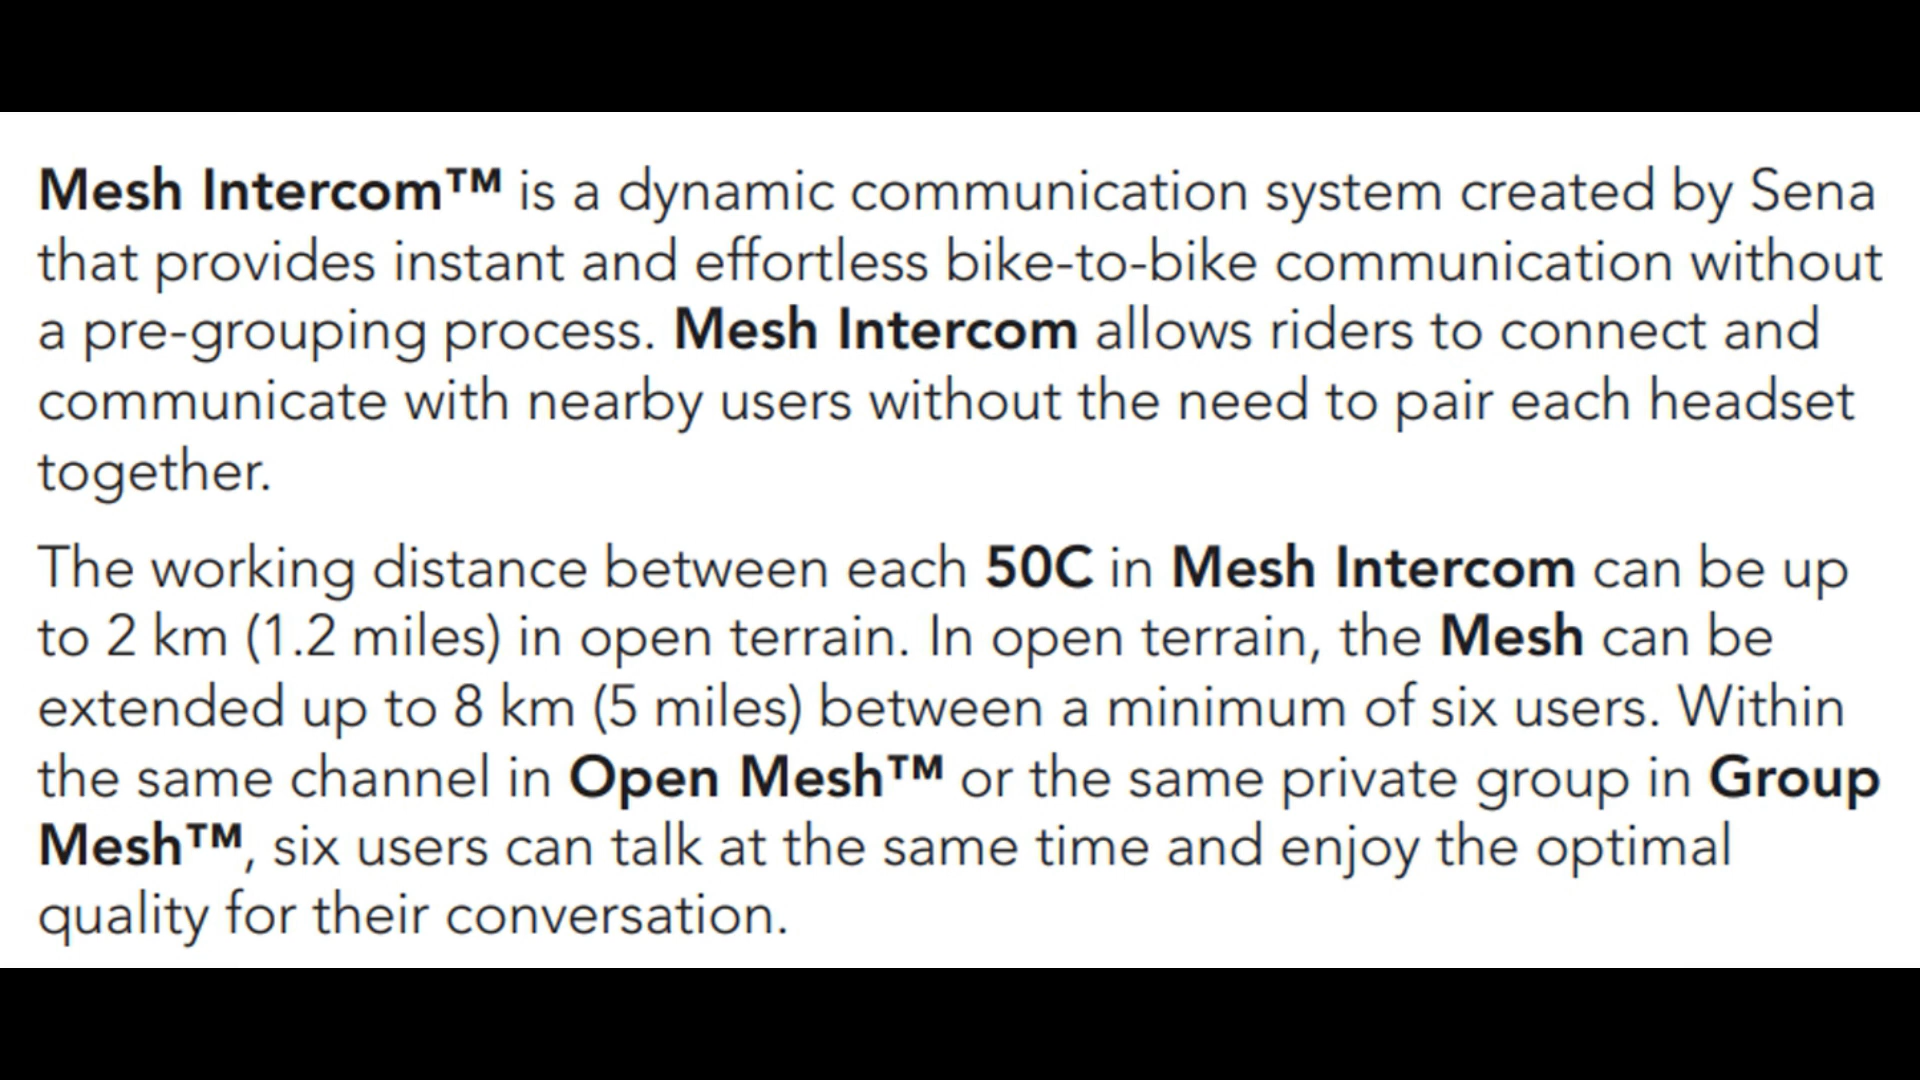 Mesh Intercom™ is a dynamic communication system created by Sena
that provides instant and effortless bike-to-bike communication without
a pre-grouping process. Mesh Intercom allows riders to connect and
communicate with nearby users without the need to pair each headset
together.
The working distance between each 50C in Mesh Intercom can be up
to 2 km (1.2 miles) in open terrain. In open terrain, the Mesh can be
extended up to 8 km (5 miles) between a minimum of six users. Within
the same channel in Open Mesh™ or the same private group in Group
Mesh™, six users can talk at the same time and enjoy the optimal
quality for their conversation.